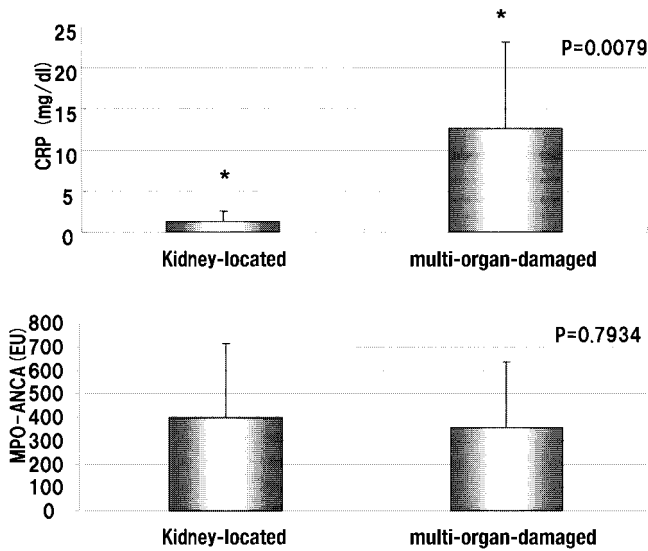 *
25
P=0.0079
20
CRP (mg/dl)
15
10
*
5
0
Kidney-located multi-organ-damaged
800
P=0.7934
700
MPO-ANCA(EU)
600
500
400
300
200
100
0
Kidney-located multi-organ-damaged